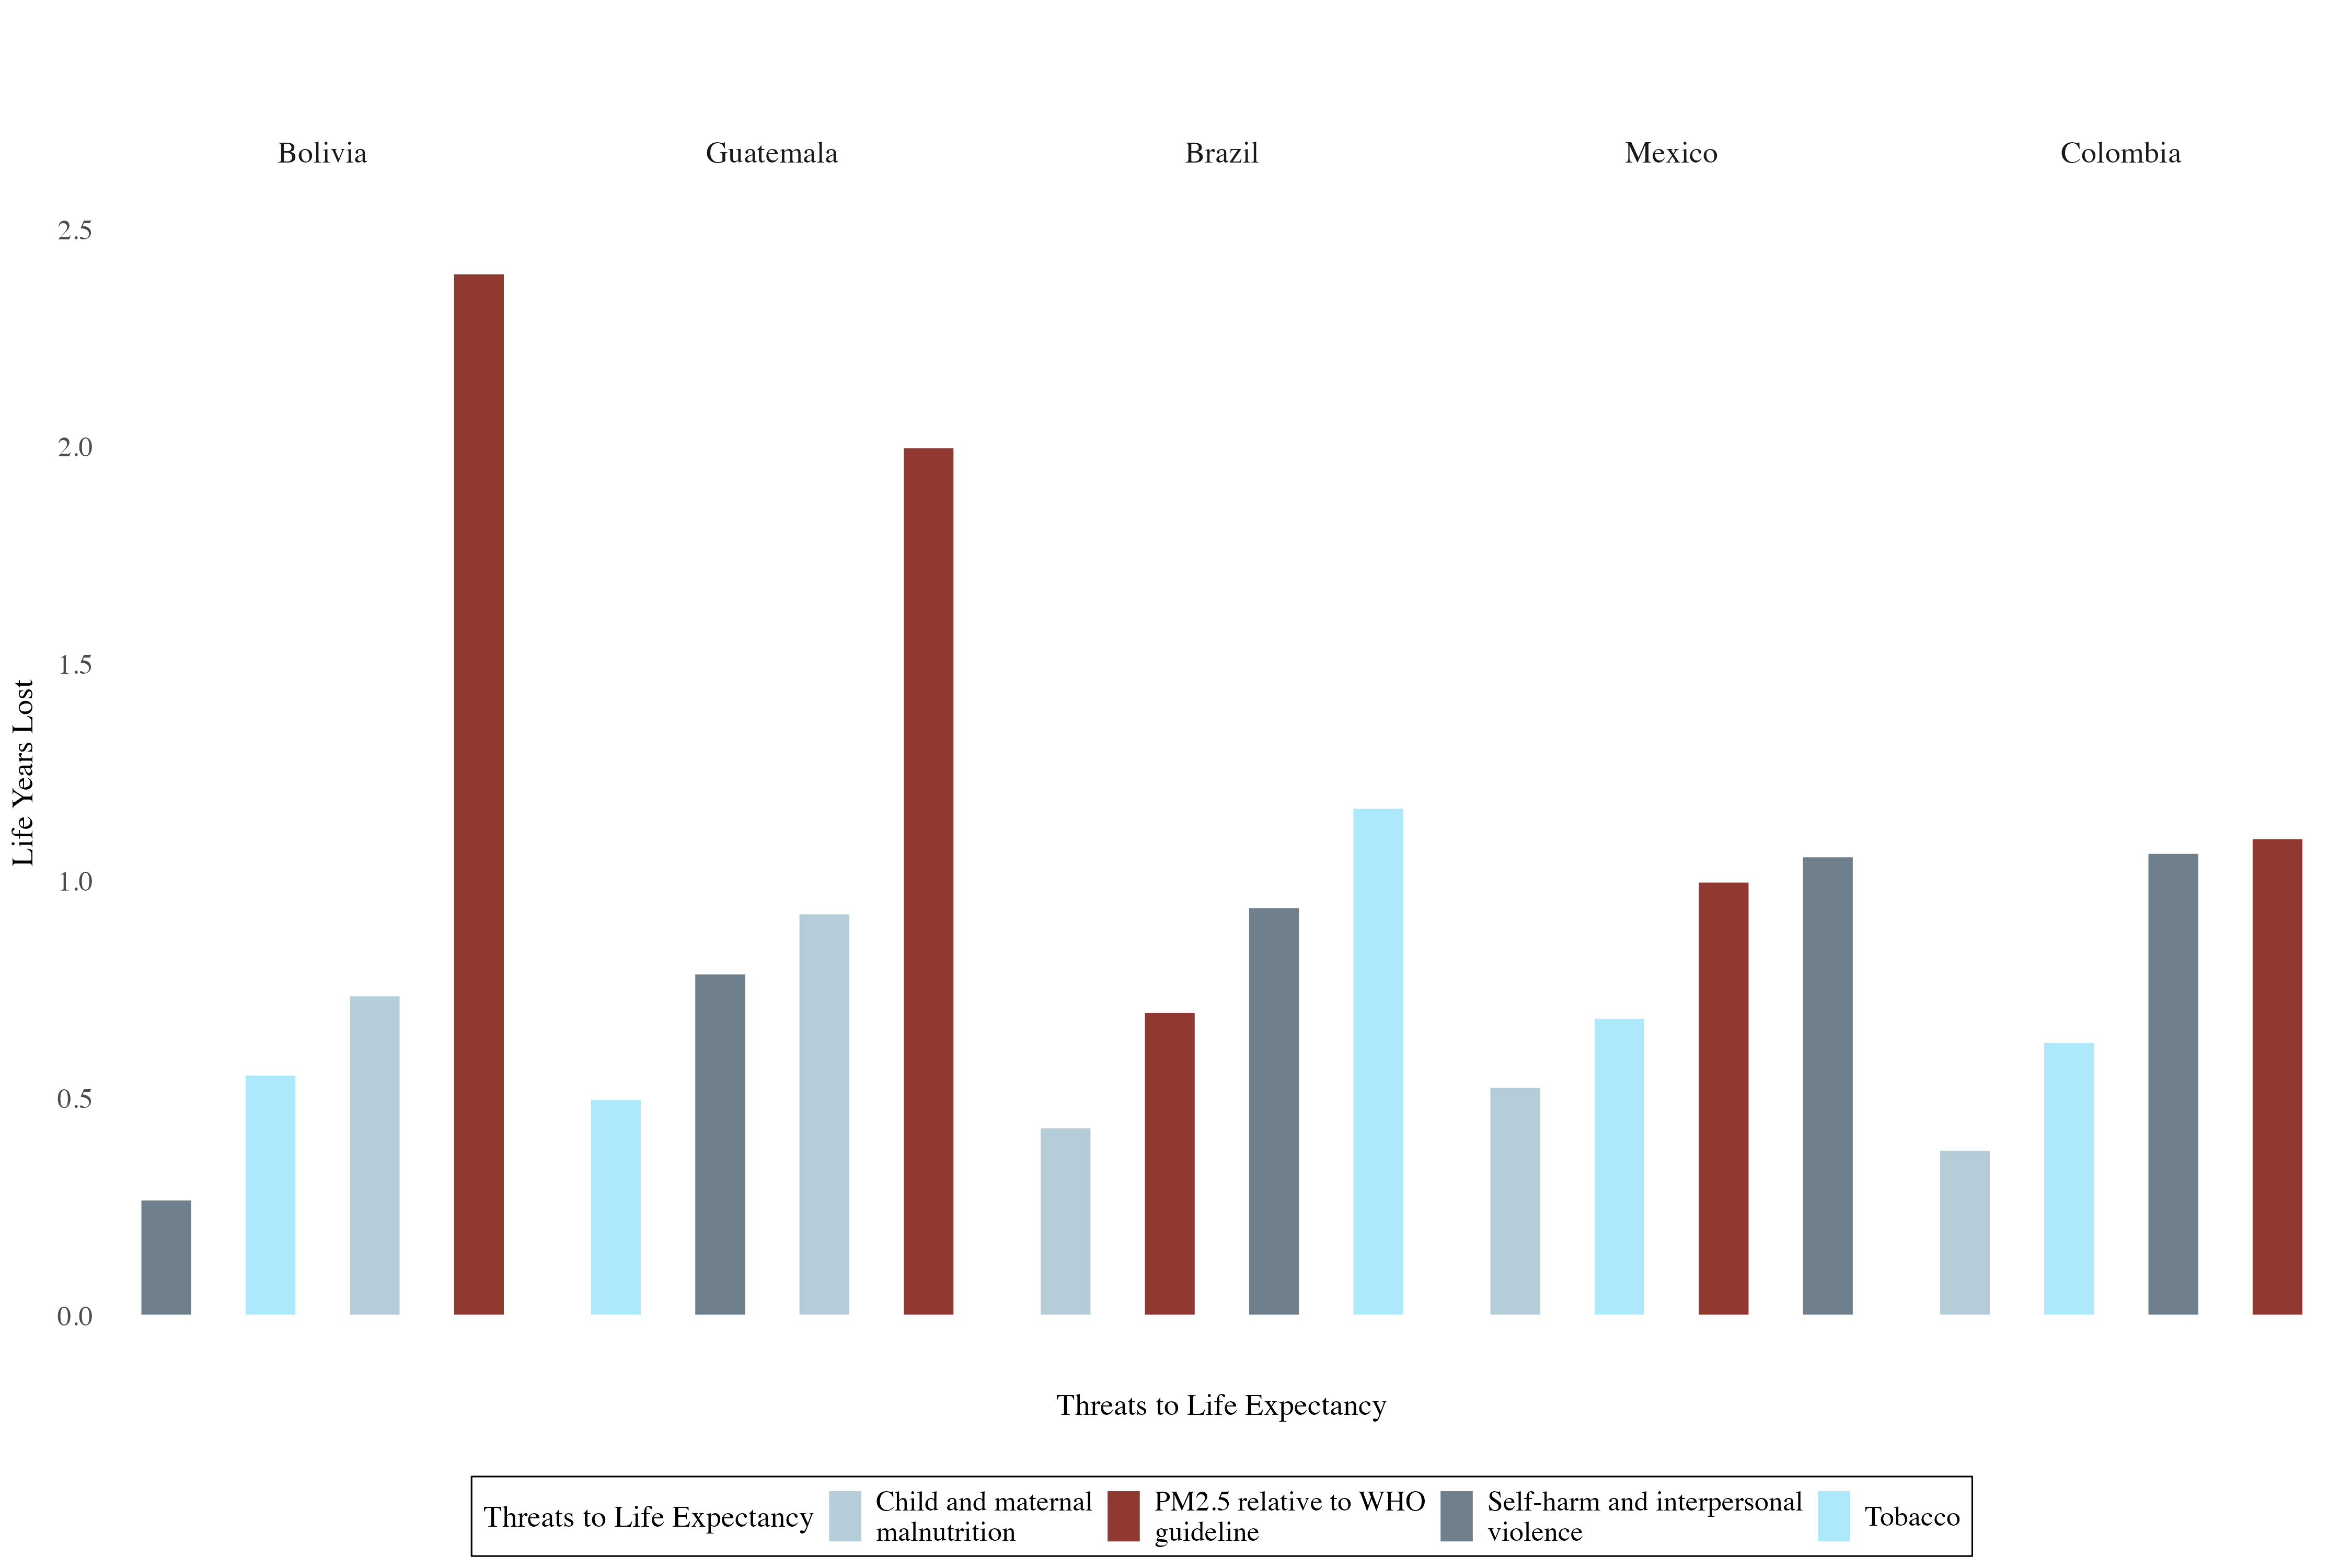 Bolivia Guatemala Brazil Mexico Colombia
2.5
2.0
1.5
1.0
0.5
0.0
Life Years Lost
Threats to Life Expectancy
Threats to Life Expectancy
Child and maternal
malnutrition
PM2.5 relative to WHO
guideline
Self-harm and interpersonal
violence
Tobacco